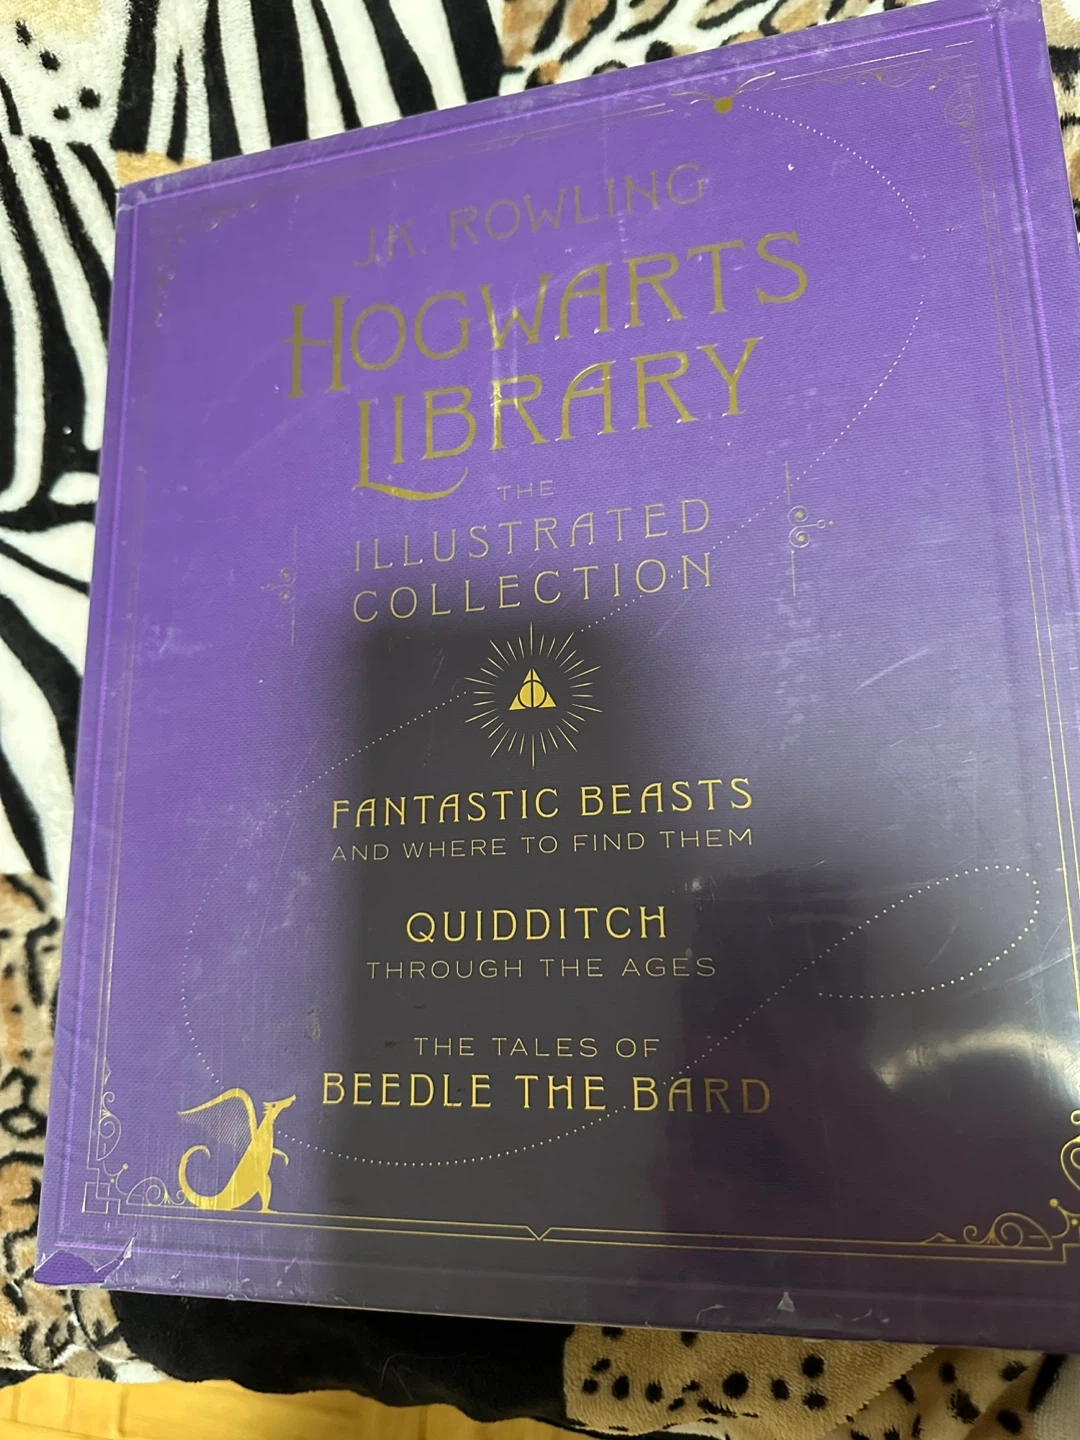 J.K. ROWLING
HOGWARTS
LIBRARY
THE
ILLUSTRATED
COLLECTION
FANTASTIC BEASTS
AND WHERE TO FIND THEM
QUIDDITCH
THROUGH THE AGES
THE TALES OF
BEEDLE THE BARD